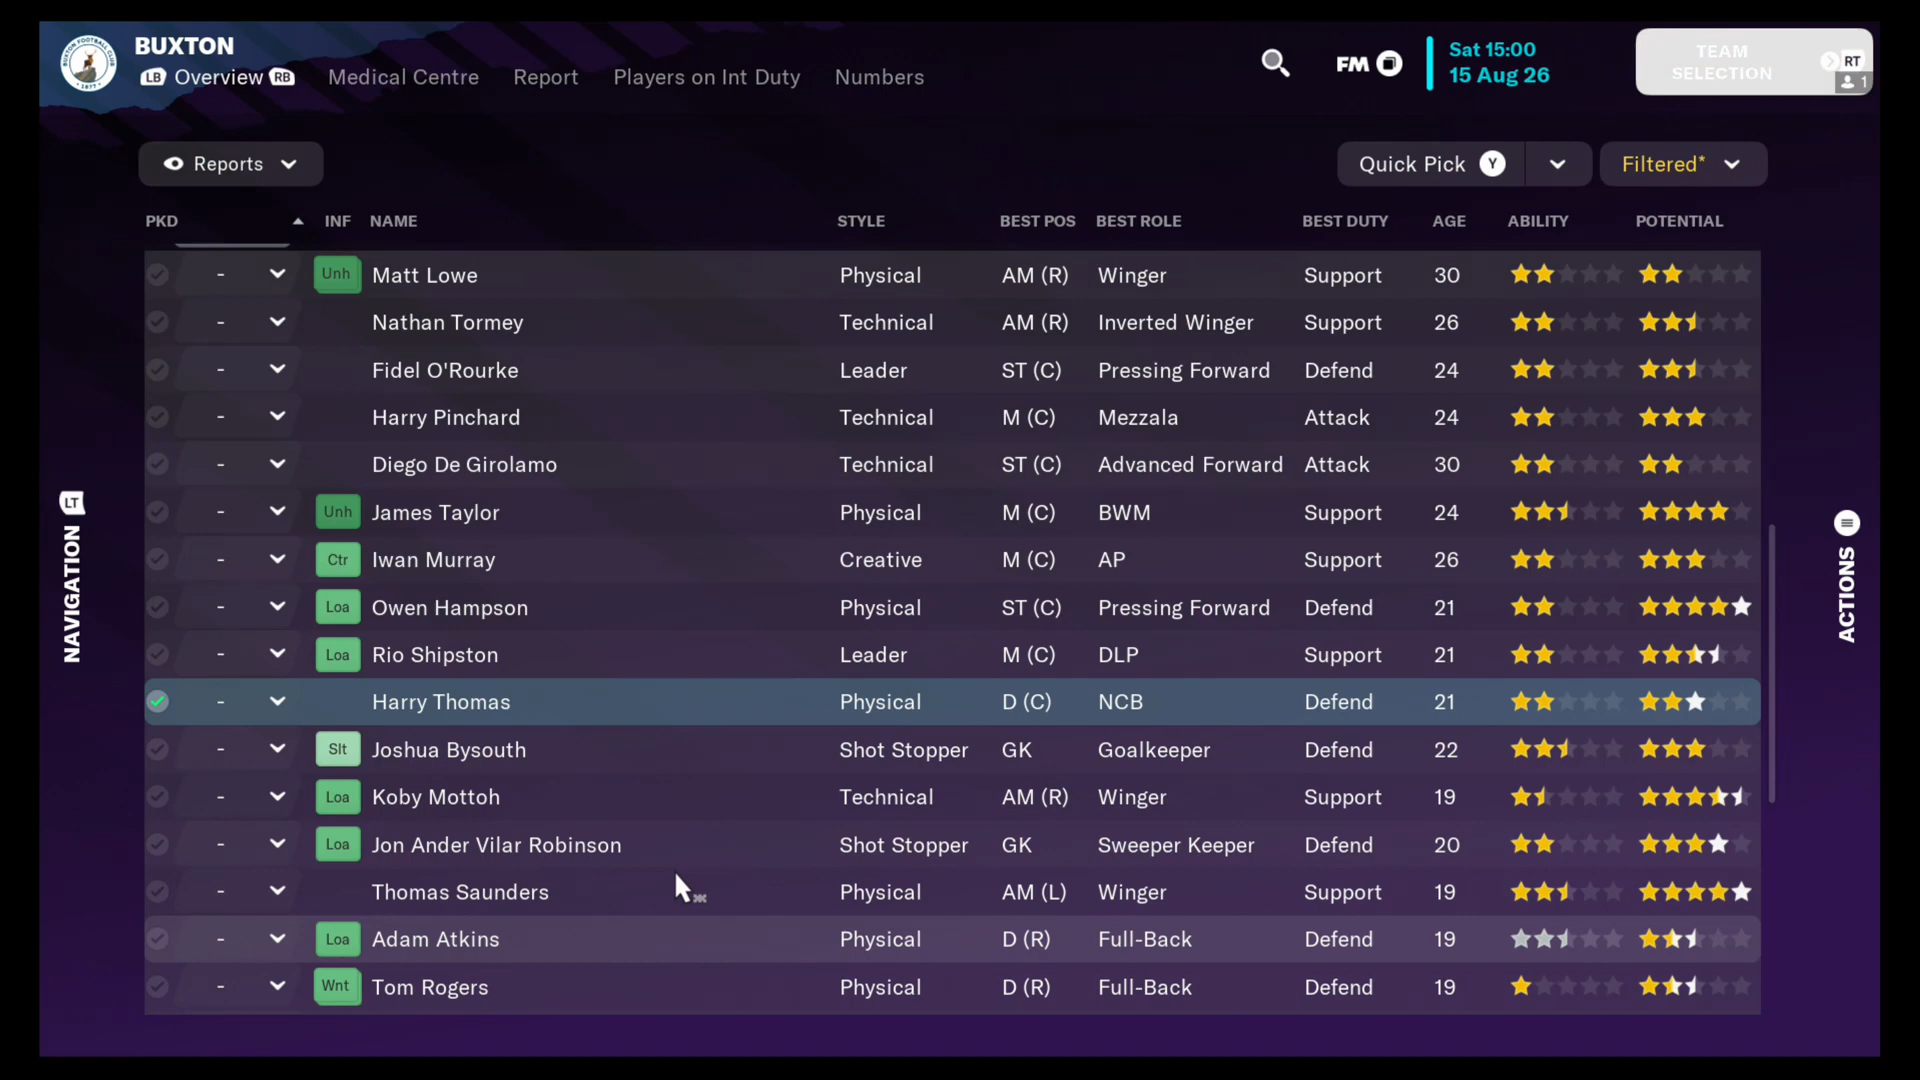 BUXTON
LB Overview RB Medical Centre Report Players on Int Duty Numbers
FM
Sat 15:00
15 Aug 26
TEAM SELECTION RT
1
Reports
Quick Pick Y
Filtered*
PKD INF NAME STYLE BEST POS BEST ROLE BEST DUTY AGE ABILITY POTENTIAL
- Unh Matt Lowe Physical AM (R) Winger Support 30
- Nathan Tormey Technical AM (R) Inverted Winger Support 26
- Fidel O'Rourke Leader ST (C) Pressing Forward Defend 24
- Harry Pinchard Technical M (C) Mezzala Attack 24
- Diego De Girolamo Technical ST (C) Advanced Forward Attack 30
- Unh James Taylor Physical M (C) BWM Support 24
- Ctr Iwan Murray Creative M (C) AP Support 26
- Loa Owen Hampson Physical ST (C) Pressing Forward Defend 21
- Loa Rio Shipston Leader M (C) DLP Support 21
- Harry Thomas Physical D (C) NCB Defend 21
- Slt Joshua Bysouth Shot Stopper GK Goalkeeper Defend 22
- Loa Koby Mottoh Technical AM (R) Winger Support 19
- Loa Jon Ander Vilar Robinson Shot Stopper GK Sweeper Keeper Defend 20
- Thomas Saunders Physical AM (L) Winger Support 19
- Loa Adam Atkins Physical D (R) Full-Back Defend 19
- Wnt Tom Rogers Physical D (R) Full-Back Defend 19
LT
NAVIGATION
ACTIONS